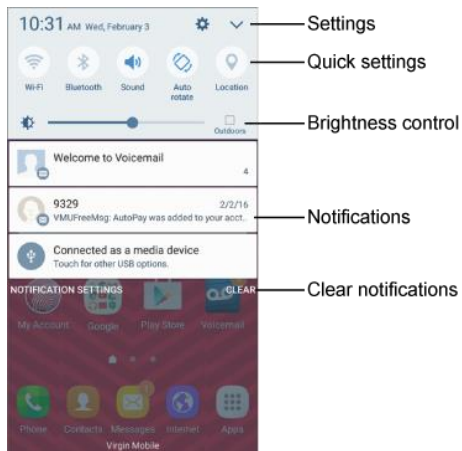 10:31 AM Wed, February 3
Settings
Wi-Fi Bluetooth Sound Auto rotate Location
Quick settings
Outdoors
Brightness control
Welcome to Voicemail
4
9329 2/2/16
VMUFreeMsg: AutoPay was added to your acct..
Notifications
Connected as a media device
Touch for other USB options.
NOTIFICATION SETTINGS CLEAR
Clear notifications
My Account Google Play Store Voicemail
Phone Contacts Messages Internet Apps
Virgin Mobile